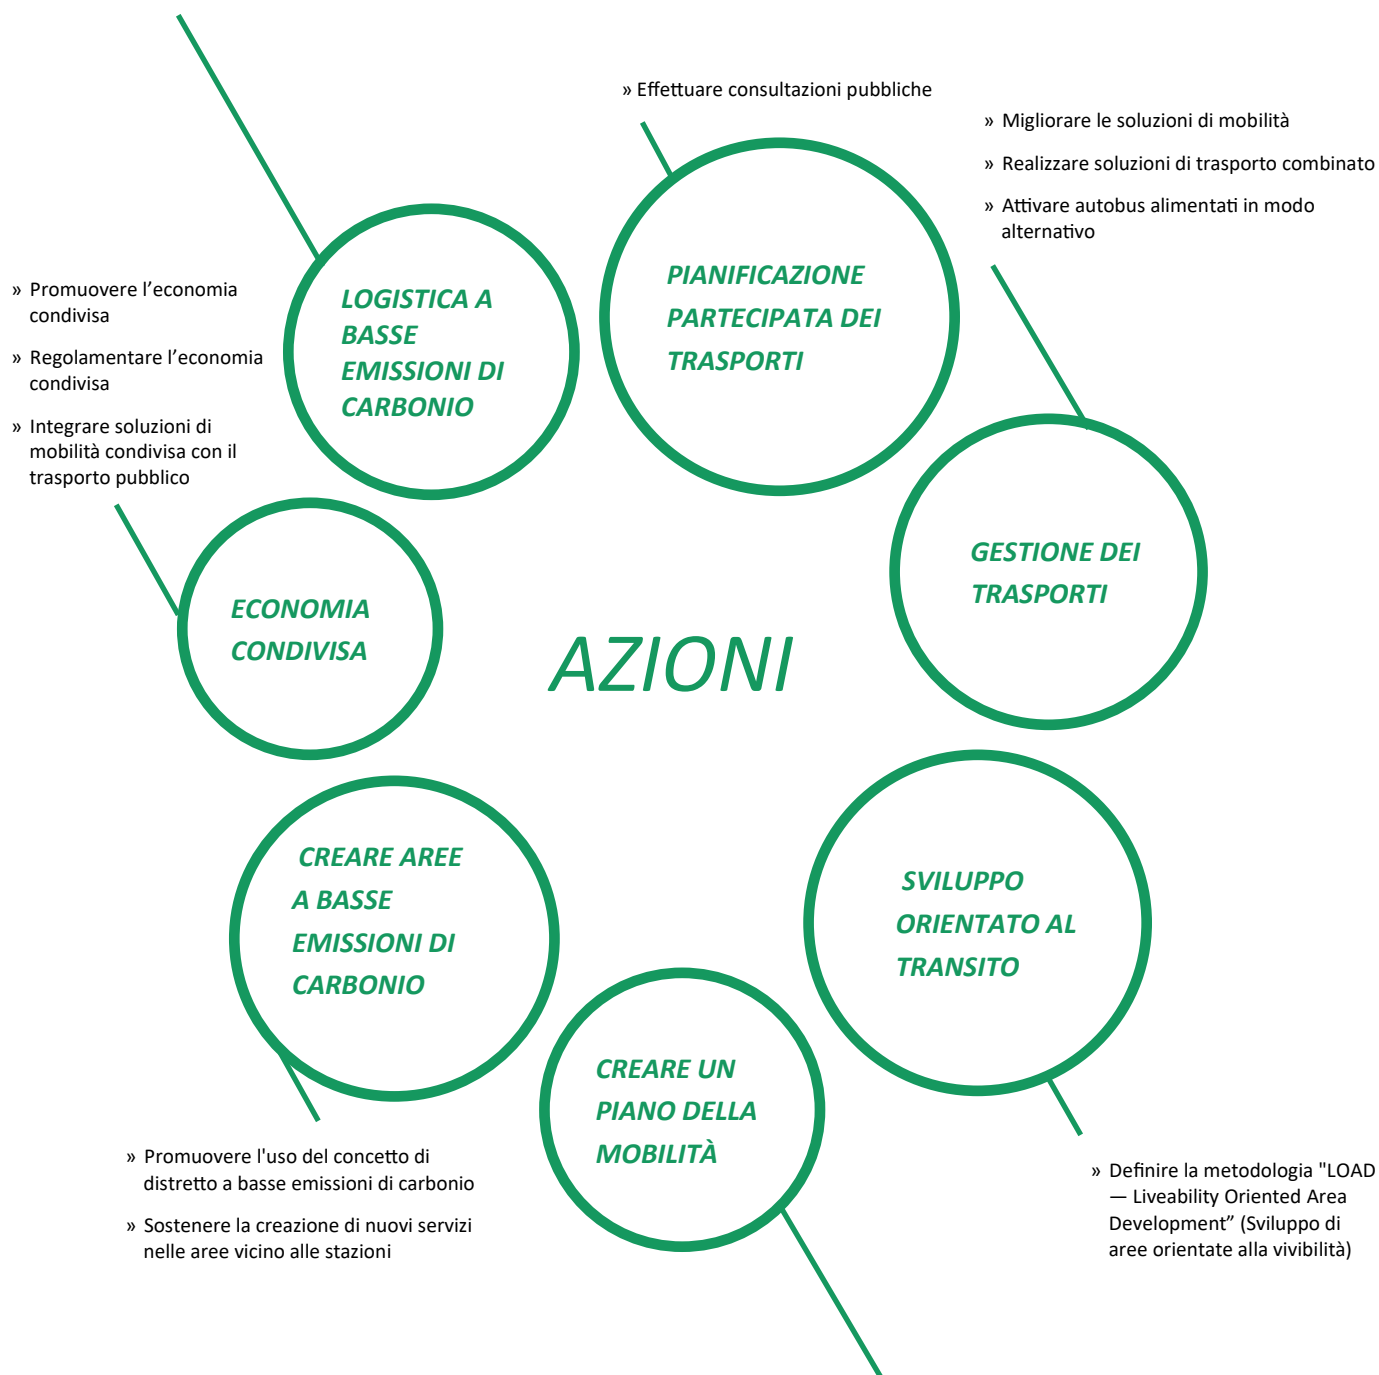 » Effettuare consultazioni pubbliche
» Migliorare le soluzioni di mobilità
» Realizzare soluzioni di trasporto combinato
» Attivare autobus alimentati in modo
alternativo
» Promuovere l’economia
condivisa
» Regolamentare l’economia
condivisa
» Integrare soluzioni di
mobilità condivisa con il
trasporto pubblico
LOGISTICA A
BASSE
EMISSIONI DI
CARBONIO
PIANIFICAZIONE
PARTECIPATA DEI
TRASPORTI
GESTIONE DEI
TRASPORTI
ECONOMIA
CONDIVISA
AZIONI
CREARE AREE
A BASSE
EMISSIONI DI
CARBONIO
SVILUPPO
ORIENTATO AL
TRANSITO
CREARE UN
PIANO DELLA
MOBILITÀ
» Promuovere l'uso del concetto di
distretto a basse emissioni di carbonio
» Sostenere la creazione di nuovi servizi
nelle aree vicino alle stazioni
» Definire la metodologia "LOAD
— Liveability Oriented Area
Development” (Sviluppo di
aree orientate alla vivibilità)